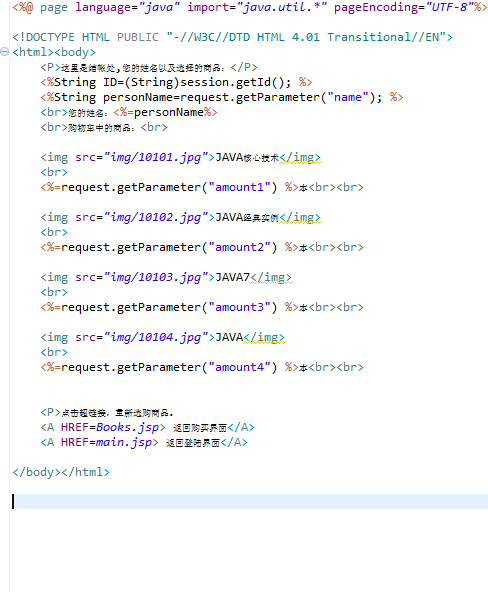 <%@ page language="java" import="java.util.*" pageEncoding="UTF-8"%>
<!DOCTYPE HTML PUBLIC "-//W3C//DTD HTML 4.01 Transitional//EN">
<html><body>
<P>这里是结帐处,您的姓名以及选择的商品：</P>
<%String ID=(String)session.getId(); %>
<%String personName=request.getParameter("name"); %>
<br>您的姓名：<%=personName%>
<br>购物车中的商品：<br>
<img src="img/10101.jpg">JAVA核心技术</img>
<br>
<%=request.getParameter("amount1") %>本<br><br>
<img src="img/10102.jpg">JAVA经典实例</img>
<br>
<%=request.getParameter("amount2") %>本<br><br>
<img src="img/10103.jpg">JAVA7</img>
<br>
<%=request.getParameter("amount3") %>本<br><br>
<img src="img/10104.jpg">JAVA</img>
<br>
<%=request.getParameter("amount4") %>本<br><br>
<P>点击超链接，重新选购商品.
<A HREF=Books.jsp> 返回购买界面</A>
<A HREF=main.jsp> 返回登陆界面</A>
</body></html>